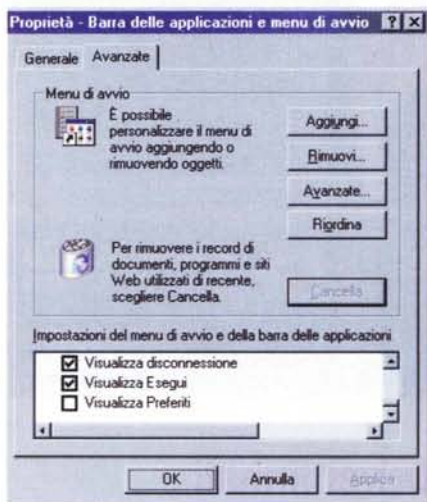 Proprietà - Barra delle applicazioni e menu di avvio
Generale
Avanzate
Menu di avvio
È possibile
personalizzare il menu di
avvio aggiungendo o
rimuovendo oggetti.
Aggiungi...
Rimuovi...
Avanzate...
Riordina
Per rimuovere i record di
documenti, programmi e siti
Web utilizzati di recente,
scegliere Cancella.
Cancella
Impostazioni del menu di avvio e della barra delle applicazioni
Visualizza disconnessione
Visualizza Esegui
Visualizza Preferiti
OK
Annulla
Applica